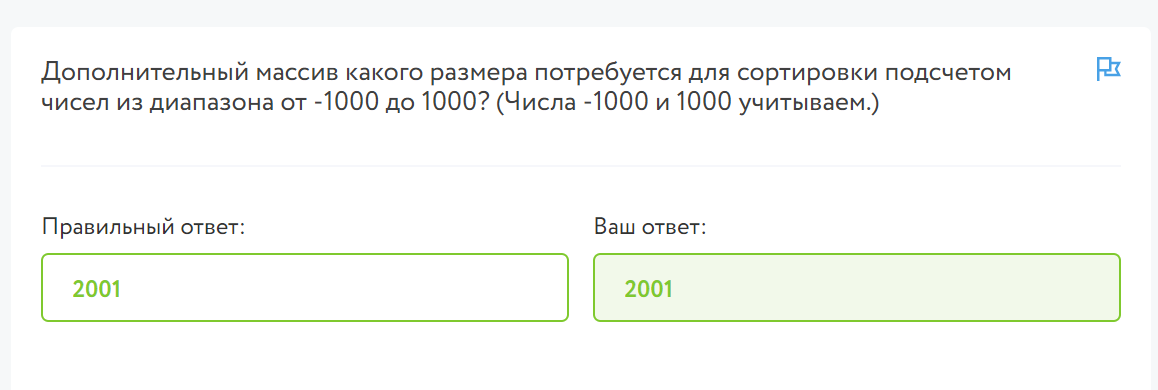 Дополнительный массив какого размера потребуется для сортировки подсчетом
чисел из диапазона от -1000 до 1000? (Числа -1000 и 1000 учитываем.)
Правильный ответ:
Ваш ответ:
2001
2001